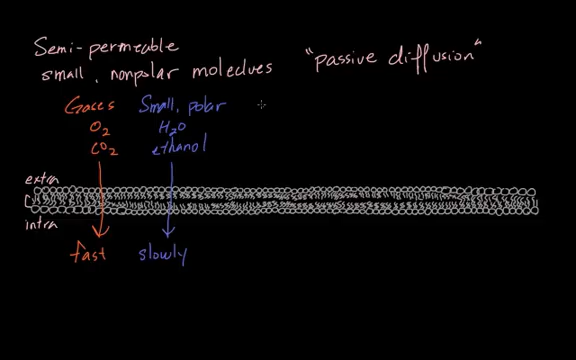 Semi-permeable
small, nonpolar molecules
"passive diffusion"
Gases
O2
CO2
Small, polar
H2O
ethanol
extra
intra
fast
slowly